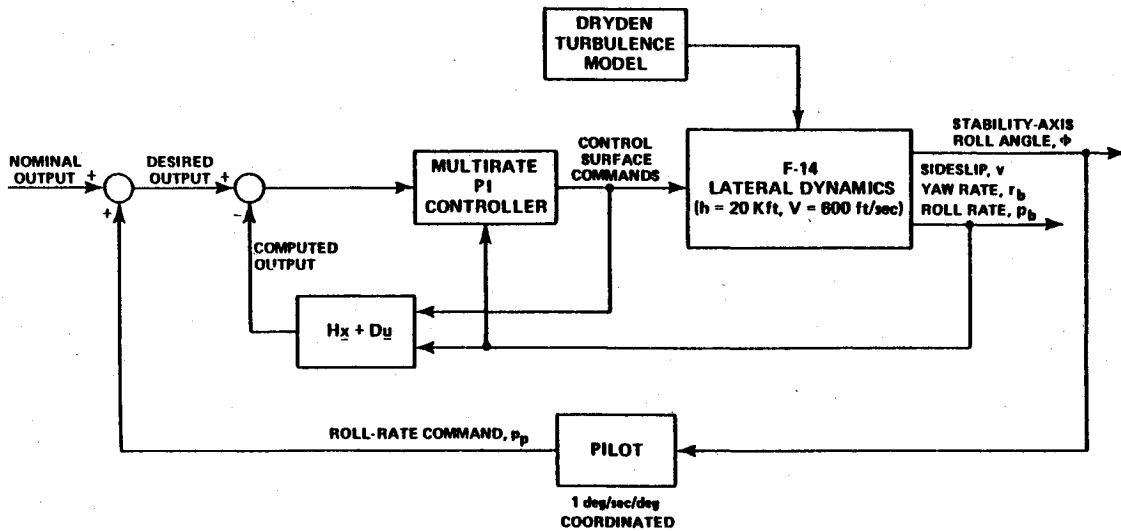 DRYDEN
TURBULENCE
MODEL
STABILITY-AXIS
ROLL ANGLE, Φ
NOMINAL
OUTPUT
+
+
DESIRED
OUTPUT
+
-
MULTIRATE
PI
CONTROLLER
CONTROL
SURFACE
COMMANDS
F-14
LATERAL DYNAMICS
(h = 20 Kft, V = 600 ft/sec)
SIDESLIP, v
YAW RATE, r_b
ROLL RATE, p_b
COMPUTED
OUTPUT
Hx + Du
ROLL-RATE COMMAND, p_p
PILOT
1 deg/sec/deg
COORDINATED